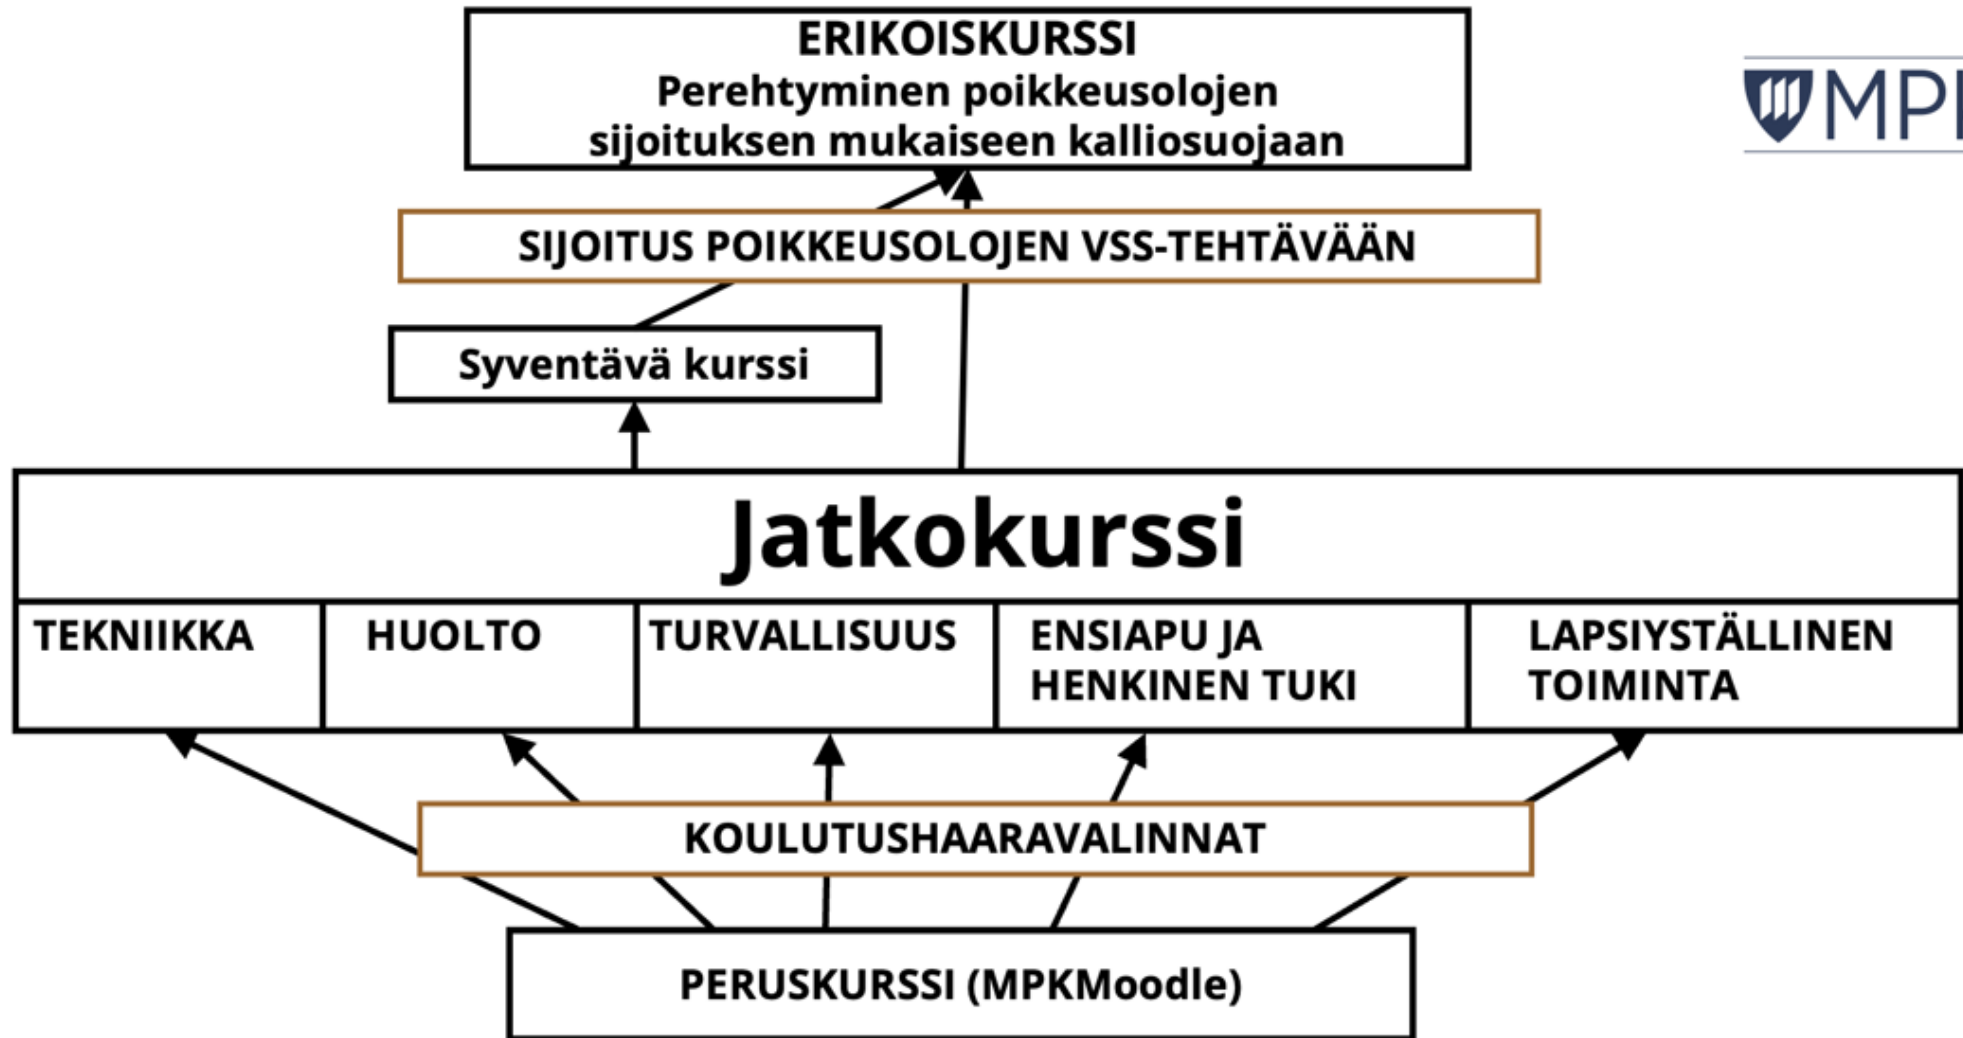 ERIKOISKURSSI
Perehtyminen poikkeusolojen
sijoituksen mukaiseen kalliosuojaan
SIJOITUS POIKKEUSOLOJEN VSS-TEHTÄVÄÄN
Syventävä kurssi
Jatkokurssi
TEKNIIKKA
HUOLTO
TURVALLISUUS
ENSIAPU JA
HENKINEN TUKI
LAPSIYSTÄLLINEN
TOIMINTA
KOULUTUSHAARAVALINNAT
PERUSKURSSI (MPKMoodle)